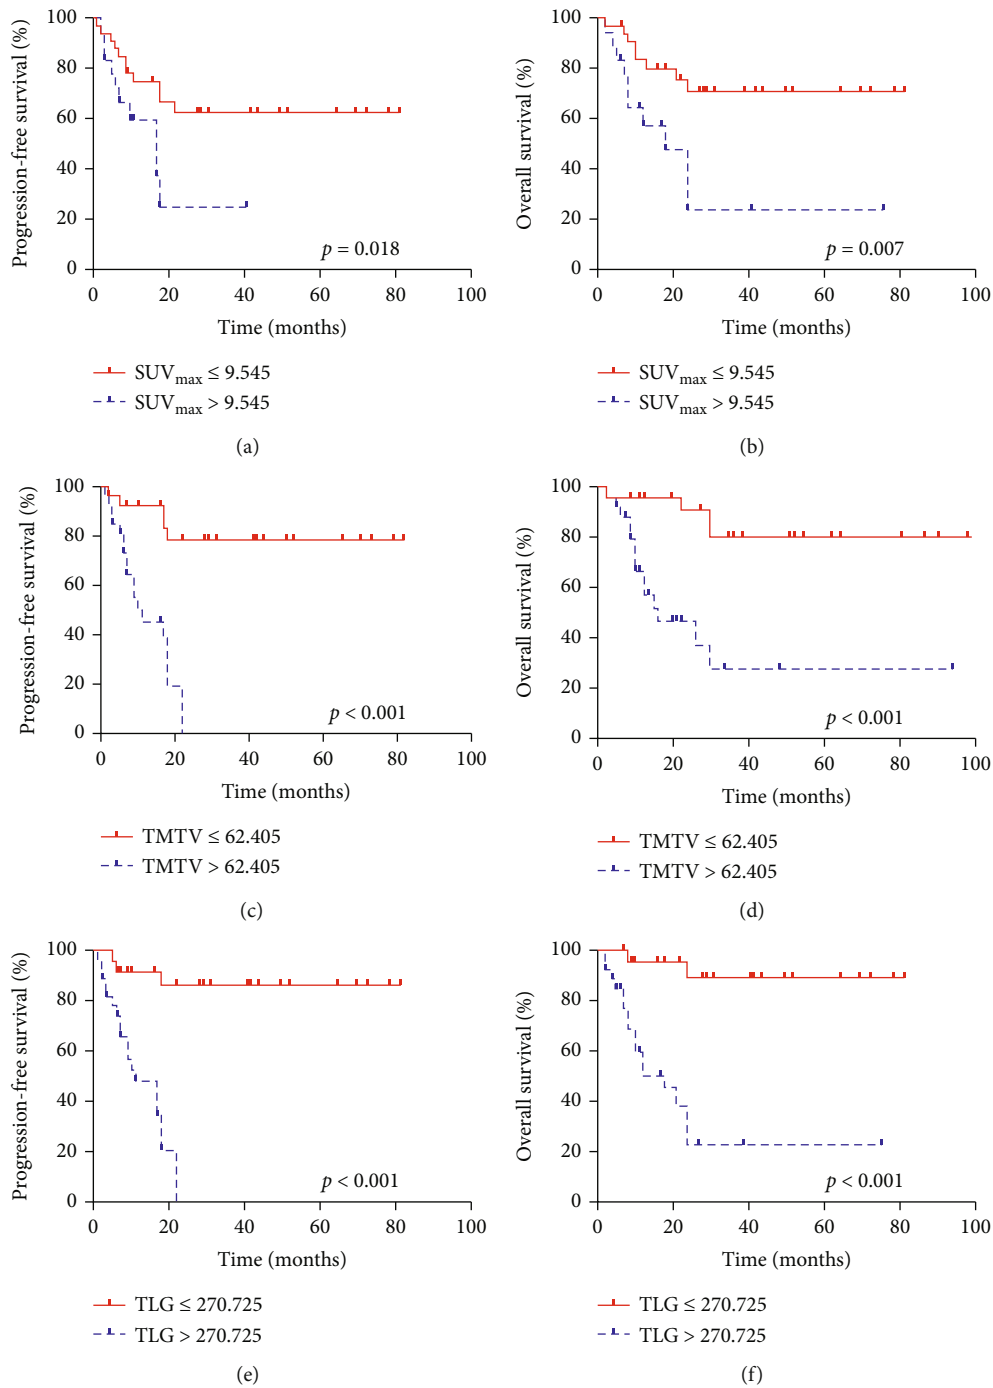 Progression-free survival (%)
100
80
60
40
20
0
p = 0.018
0 20 40 60 80 100
Time (months)
SUVmax ≤ 9.545
SUVmax > 9.545
(a)
Overall survival (%)
100
80
60
40
20
0
p = 0.007
0 20 40 60 80 100
Time (months)
SUVmax ≤ 9.545
SUVmax > 9.545
(b)
Progression-free survival (%)
100
80
60
40
20
0
p < 0.001
0 20 40 60 80 100
Time (months)
TMTV ≤ 62.405
TMTV > 62.405
(c)
Overall survival (%)
100
80
60
40
20
0
p < 0.001
0 20 40 60 80 100
Time (months)
TMTV ≤ 62.405
TMTV > 62.405
(d)
Progression-free survival (%)
100
80
60
40
20
0
p < 0.001
0 20 40 60 80 100
Time (months)
TLG ≤ 270.725
TLG > 270.725
(e)
Overall survival (%)
100
80
60
40
20
0
p < 0.001
0 20 40 60 80 100
Time (months)
TLG ≤ 270.725
TLG > 270.725
(f)